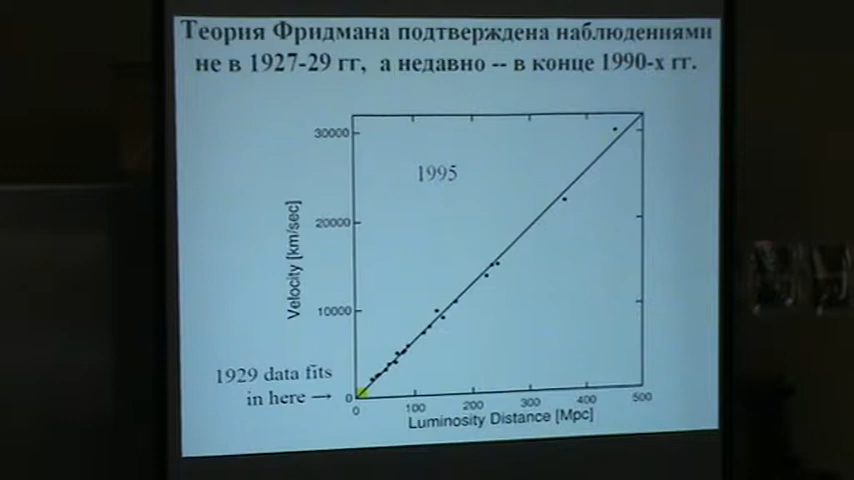 Теория Фридмана подтверждена наблюдениями
не в 1927-29 гг, а недавно -- в конце 1990-х гг.
1995
30000
20000
10000
0
Velocity [km/sec]
1929 data fits
in here →
0 100 200 300 400 500
Luminosity Distance [Mpc]